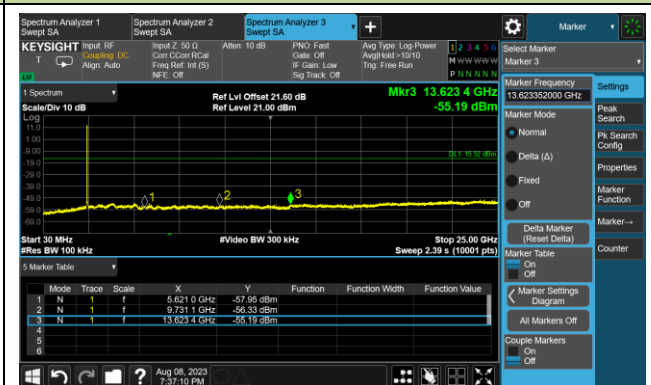 Spectrum Analyzer 1
Swept SA
Spectrum Analyzer 2
Swept SA
Spectrum Analyzer 3
Swept SA
Marker
KEYSIGHT
Input: RF
Coupling: DC
Align: Auto
Input Z: 50 Ω
Corr CCorr RCal
Freq Ref: Int (S)
NFE: Off
Atten: 10 dB
PNO: Fast
Gate: Off
IF Gain: Low
Sig Track: Off
Avg Type: Log-Power
Avg|Hold:>10/10
Trig: Free Run
1 2 3 4 5 6
M W W W W W
P N N N N N
Select Marker
Marker 3
1 Spectrum
Scale/Div 10 dB
Ref Lvl Offset 21.60 dB
Ref Level 21.00 dBm
Mkr3 13.623 4 GHz
-55.19 dBm
Log
11.0
1.00
-9.00
-19.0
-29.0
-39.0
-49.0
-59.0
-69.0
DL1 -15.52 dBm
1
2
3
Start 30 MHz
#Res BW 100 kHz
#Video BW 300 kHz
Stop 25.00 GHz
Sweep 2.39 s (10001 pts)
5 Marker Table
Mode Trace Scale X Y Function Function Width Function Value
1 N 1 f 5.621 0 GHz -57.95 dBm
2 N 1 f 9.731 1 GHz -56.33 dBm
3 N 1 f 13.623 4 GHz -55.19 dBm
4
5
6
Marker Frequency
13.623352000 GHz
Marker Mode
Normal
Delta (Δ)
Fixed
Off
Delta Marker
(Reset Delta)
Marker Table
On
Off
Marker Settings
Diagram
All Markers Off
Couple Markers
On
Off
Settings
Peak
Search
Pk Search
Config
Properties
Marker
Function
Marker→
Counter
Aug 08, 2023
7:37:10 PM